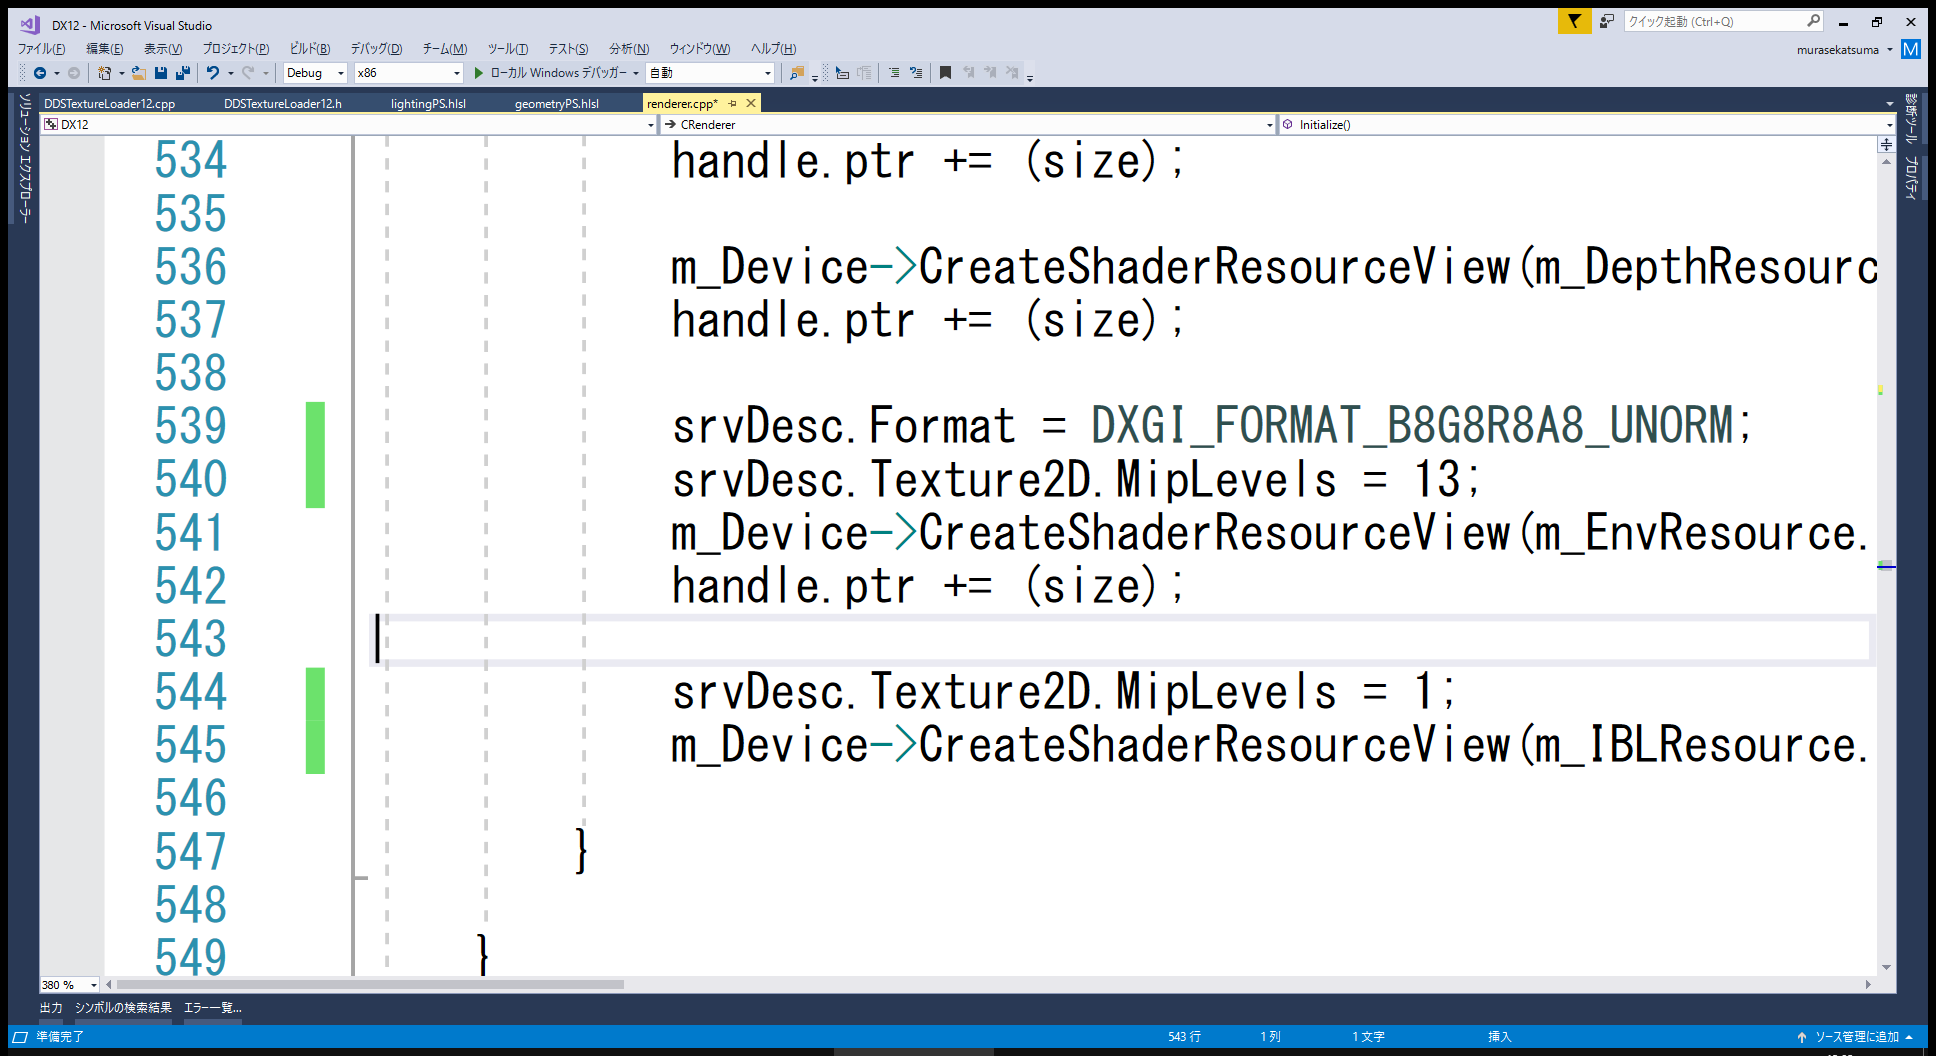 DX12 - Microsoft Visual Studio
クイック起動 (Ctrl+Q)
ファイル(F) 編集(E) 表示(V) プロジェクト(P) ビルド(B) デバッグ(D) チーム(M) ツール(T) テスト(S) 分析(N) ウィンドウ(W) ヘルプ(H)
murasekatsuma M
Debug x86 ローカル Windows デバッガー 自動
ソリューション エクスプローラー
DDSTextureLoader12.cpp DDSTextureLoader12.h lightingPS.hlsl geometryPS.hlsl renderer.cpp*
診断ツール
プロパティ
DX12 CRenderer Initialize()
534 handle.ptr += (size);
535
536 m_Device->CreateShaderResourceView(m_DepthResourc
537 handle.ptr += (size);
538
539 srvDesc.Format = DXGI_FORMAT_B8G8R8A8_UNORM;
540 srvDesc.Texture2D.MipLevels = 13;
541 m_Device->CreateShaderResourceView(m_EnvResource.
542 handle.ptr += (size);
543
544 srvDesc.Texture2D.MipLevels = 1;
545 m_Device->CreateShaderResourceView(m_IBLResource.
546
547 }
548
549 }
380 %
出力 シンボルの検索結果 エラー一覧...
準備完了 543 行 1 列 1 文字 挿入 ソース管理に追加